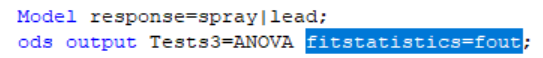 Model response=spray|lead;
ods output Tests3=ANOVA fitstatistics=fout;